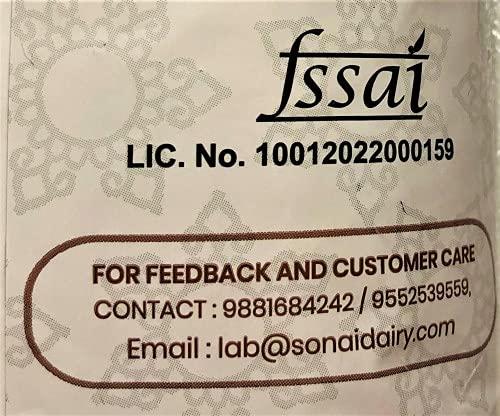 fssai
LIC. No. 10012022000159
FOR FEEDBACK AND CUSTOMER CARE
CONTACT : 9881684242 / 9552539559,
Email : lab@sonaidairy.com